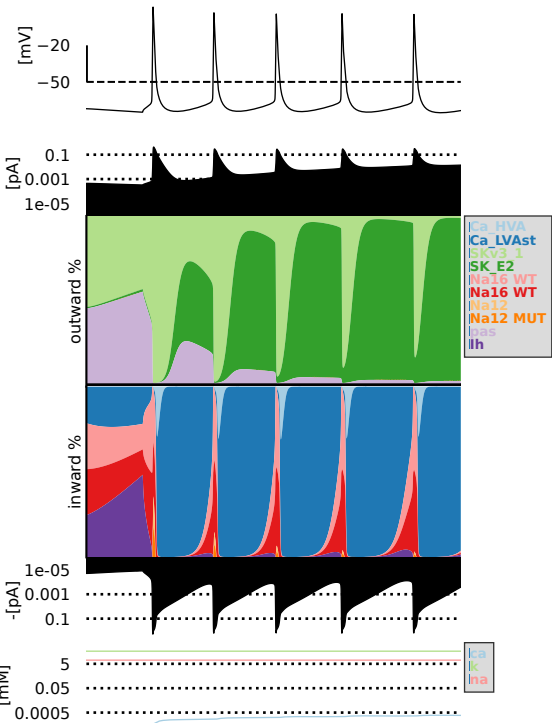 [mV]
−20
−50
[pA]
0.1
0.001
1e-05
outward %
Ca_HVA
Ca_LVAst
SKv3_1
SK_E2
Na16 WT
Na16 WT
Na12
Na12 MUT
pas
Ih
inward %
1e-05
0.001
0.1
-[pA]
ca
k
na
5
0.05
0.0005
[mM]